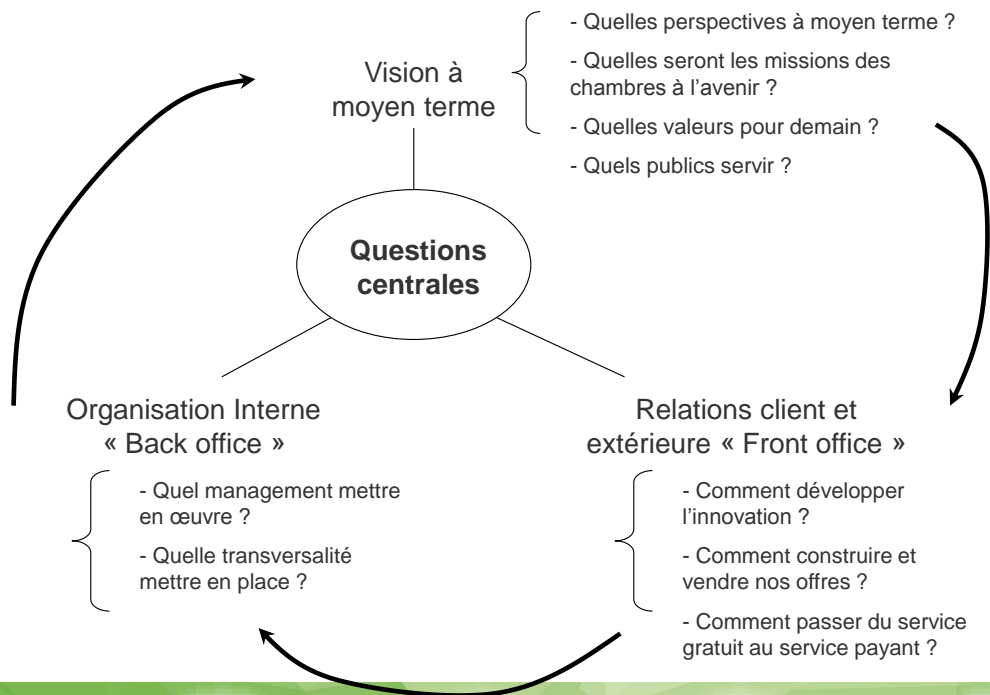 Vision à
moyen terme
- Quelles perspectives à moyen terme ?
- Quelles seront les missions des
chambres à l’avenir ?
- Quelles valeurs pour demain ?
- Quels publics servir ?
Questions
centrales
Organisation Interne
« Back office »
- Quel management mettre
en œuvre ?
- Quelle transversalité
mettre en place ?
Relations client et
extérieure « Front office »
- Comment développer
l’innovation ?
- Comment construire et
vendre nos offres ?
- Comment passer du service
gratuit au service payant ?